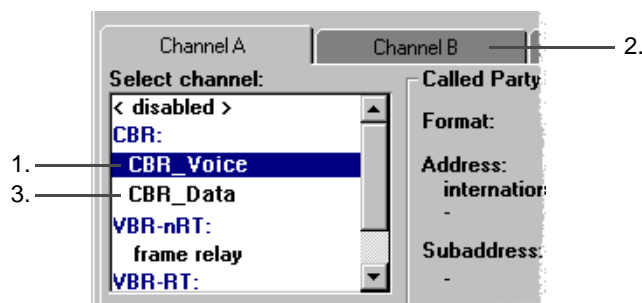 Channel A
Channel B
2.
Select channel:
< disabled >
CBR:
1.
CBR_Voice
3.
CBR_Data
VBR-nRT:
frame relay
VBR-RT:
Called Party
Format:
Address:
internation
-
Subaddress:
-